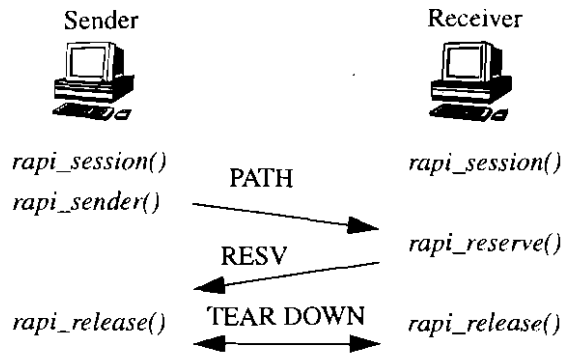 Sender
Receiver
rapi_session()
rapi_session()
PATH
rapi_sender()
rapi_reserve()
RESV
rapi_release()
TEAR DOWN
rapi_release()